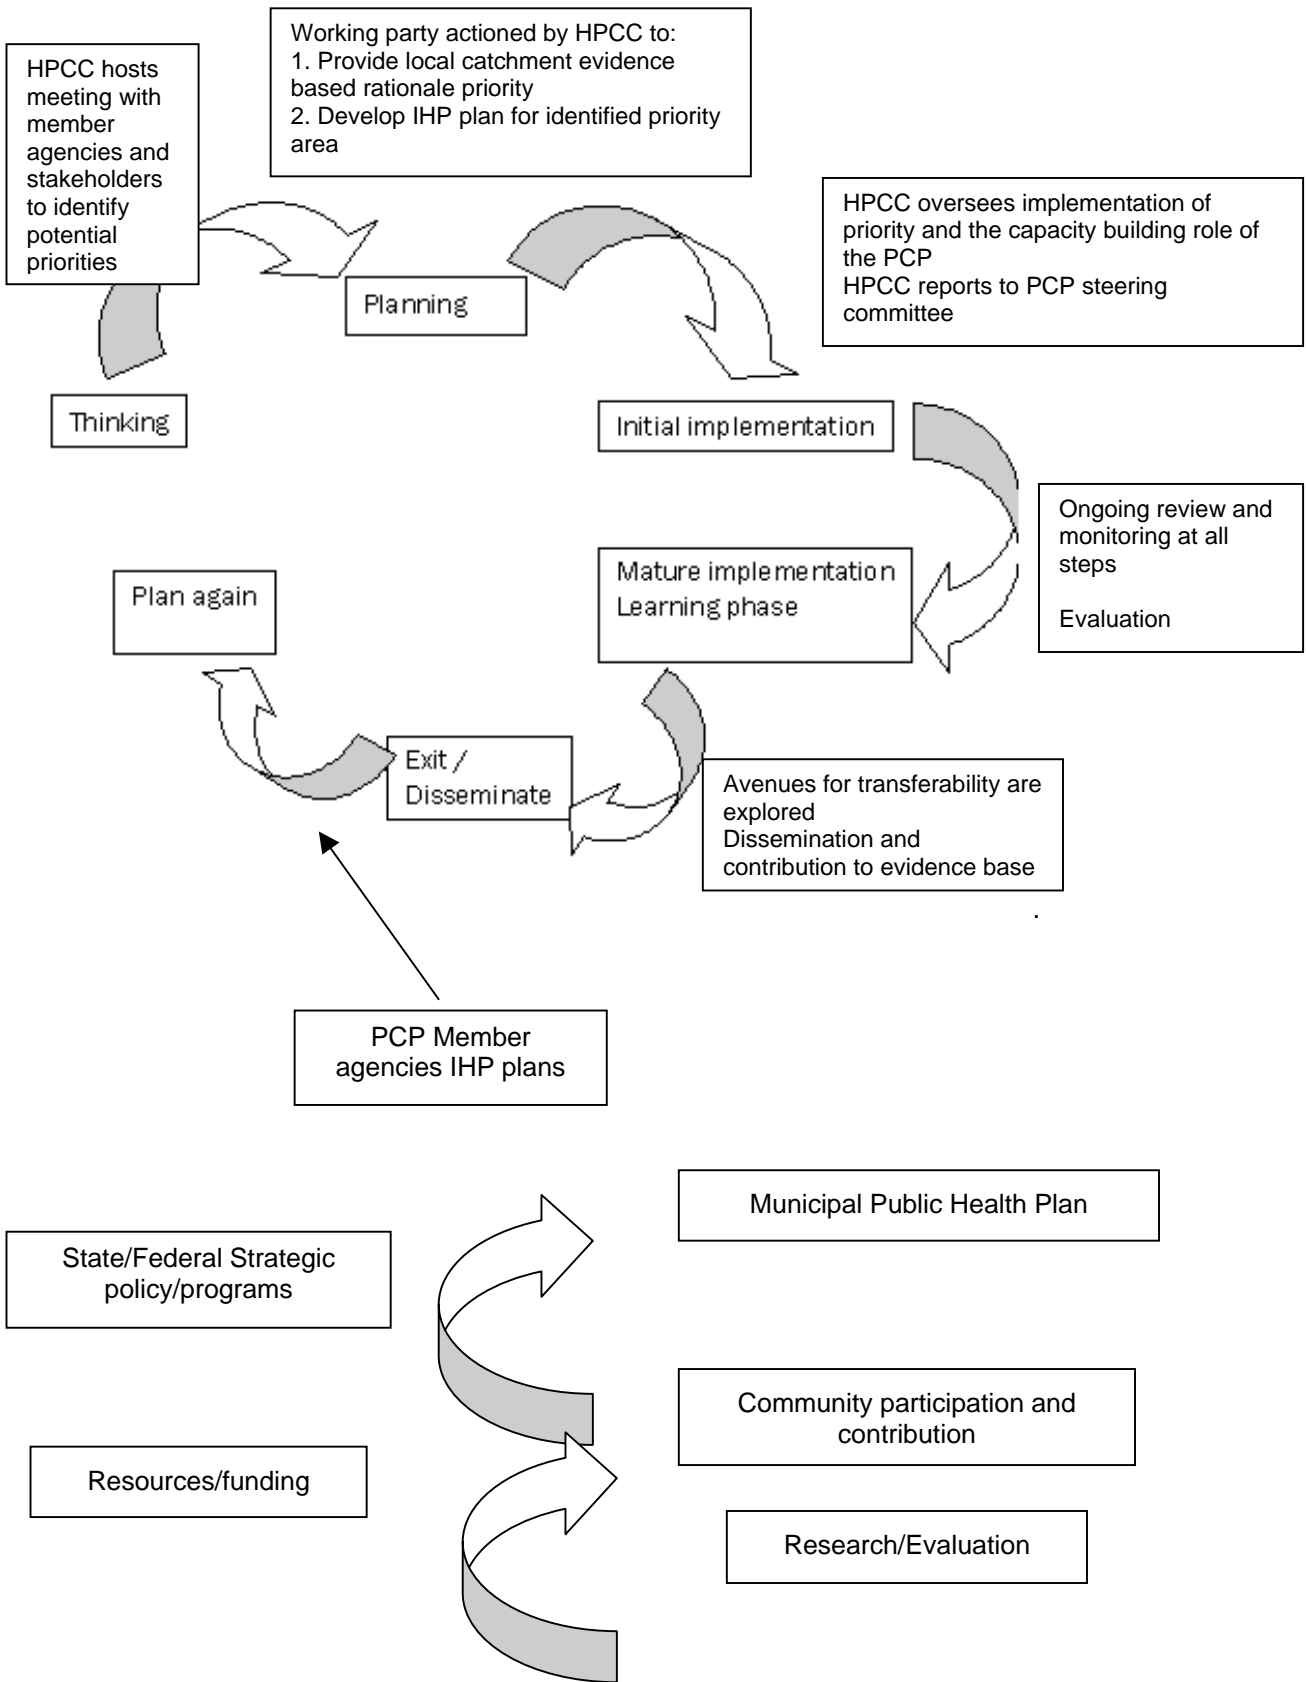 Working party actioned by HPCC to:
1. Provide local catchment evidence
based rationale priority
2. Develop IHP plan for identified priority
area
HPCC hosts
meeting with
member
agencies and
stakeholders
to identify
potential
priorities
HPCC oversees implementation of
priority and the capacity building role of
the PCP
HPCC reports to PCP steering
committee
Planning
Thinking
Initial implementation
Ongoing review and
monitoring at all
steps
Evaluation
Mature implementation
Learning phase
Plan again
Exit /
Disseminate
Avenues for transferability are
explored
Dissemination and
contribution to evidence base
.
PCP Member
agencies IHP plans
Municipal Public Health Plan
State/Federal Strategic
policy/programs
Community participation and
contribution
Resources/funding
Research/Evaluation